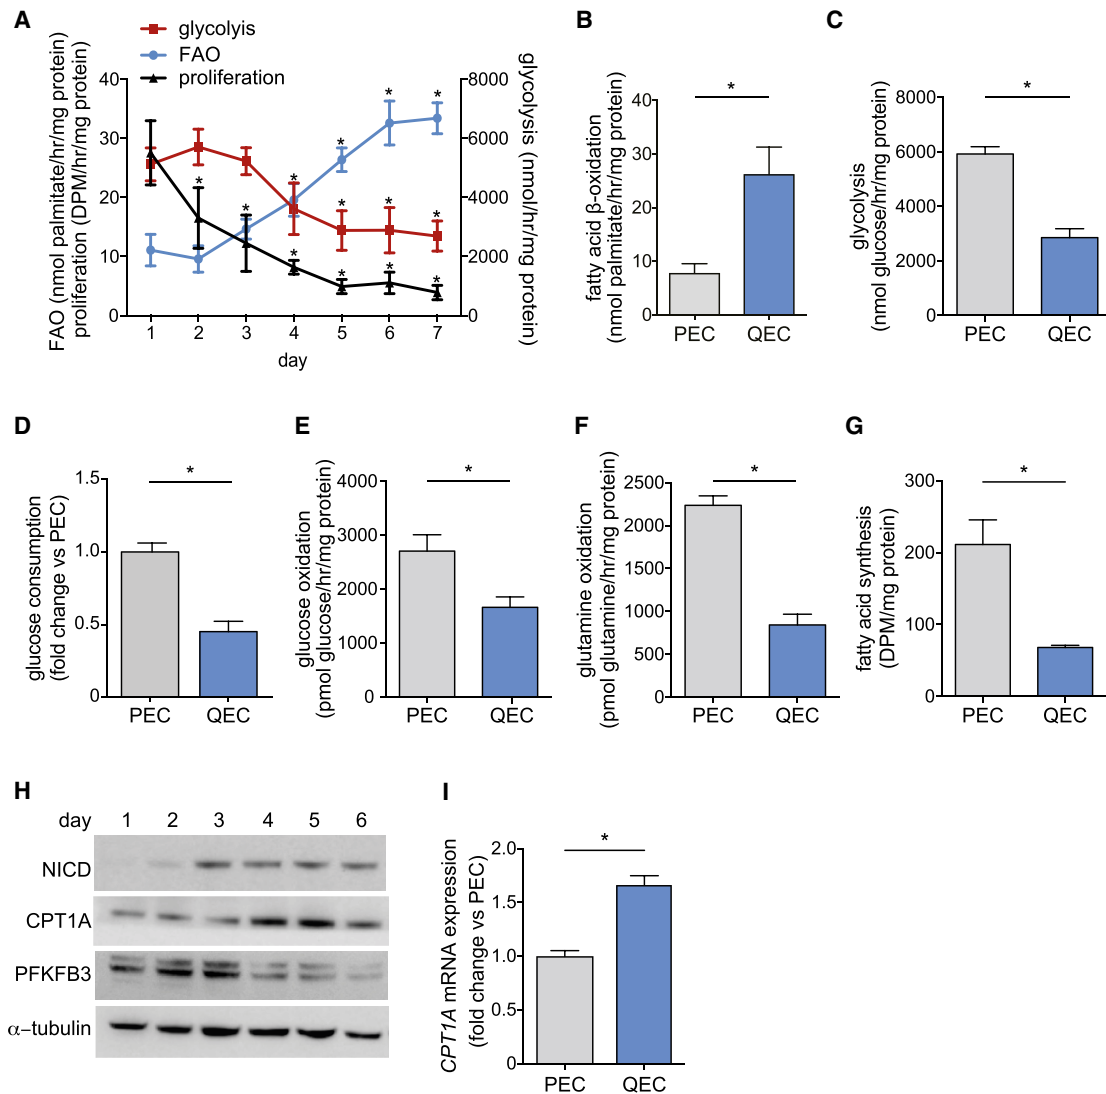 A
glycolyis
FAO
proliferation
FAO (nmol palmitate/hr/mg protein)
proliferation (DPM/hr/mg protein)
40
30
20
10
0
8000
6000
4000
2000
0
glycolysis (nmol/hr/mg protein)
* * * * * *
* * * *
* * * * * *
1 2 3 4 5 6 7
day
B
fatty acid β-oxidation
(nmol palmitate/hr/mg protein)
40
30
20
10
0
*
PEC QEC
C
glycolysis
(nmol glucose/hr/mg protein)
8000
6000
4000
2000
0
*
PEC QEC
D
glucose consumption
(fold change vs PEC)
1.5
1.0
0.5
0
*
PEC QEC
E
glucose oxidation
(pmol glucose/hr/mg protein)
4000
3000
2000
1000
0
*
PEC QEC
F
glutamine oxidation
(pmol glutamine/hr/mg protein)
2500
2000
1500
1000
500
0
*
PEC QEC
G
fatty acid synthesis
(DPM/mg protein)
300
200
100
0
*
PEC QEC
H
day 1 2 3 4 5 6
NICD
CPT1A
PFKFB3
α–tubulin
I
CPT1A mRNA expression
(fold change vs PEC)
2.0
1.5
1.0
0.5
0
*
PEC QEC